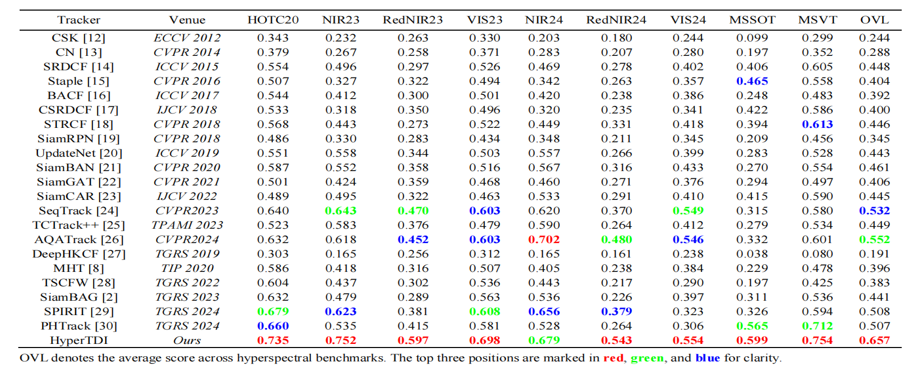 Tracker Venue HOTC20 NIR23 RedNIR23 VIS23 NIR24 RedNIR24 VIS24 MSSOT MSVT OVL
CSK [12] ECCV 2012 0.343 0.232 0.263 0.330 0.203 0.180 0.244 0.099 0.299 0.244
CN [13] CVPR 2014 0.379 0.267 0.258 0.371 0.283 0.207 0.280 0.197 0.352 0.288
SRDCF [14] ICCV 2015 0.554 0.496 0.297 0.526 0.469 0.278 0.402 0.406 0.605 0.448
Staple [15] CVPR 2016 0.507 0.327 0.322 0.494 0.342 0.263 0.357 0.465 0.558 0.404
BACF [16] ICCV 2017 0.544 0.412 0.300 0.501 0.420 0.238 0.386 0.248 0.483 0.392
CSRDCF [17] IJCV 2018 0.533 0.318 0.350 0.496 0.320 0.235 0.341 0.422 0.586 0.400
STRCF [18] CVPR 2018 0.568 0.443 0.273 0.522 0.449 0.331 0.418 0.394 0.613 0.446
SiamRPN [19] CVPR 2018 0.486 0.330 0.283 0.434 0.348 0.211 0.345 0.209 0.456 0.345
UpdateNet [20] ICCV 2019 0.551 0.558 0.344 0.503 0.557 0.266 0.399 0.283 0.528 0.443
SiamBAN [21] CVPR 2020 0.587 0.552 0.358 0.516 0.567 0.316 0.433 0.270 0.554 0.461
SiamGAT [22] CVPR 2021 0.501 0.424 0.359 0.468 0.460 0.271 0.376 0.294 0.497 0.406
SiamCAR [23] IJCV 2022 0.489 0.495 0.322 0.463 0.533 0.291 0.410 0.415 0.590 0.445
SeqTrack [24] CVPR2023 0.640 0.643 0.470 0.603 0.620 0.370 0.549 0.315 0.580 0.532
TCTrack++ [25] TPAMI 2023 0.523 0.583 0.376 0.479 0.590 0.264 0.412 0.279 0.534 0.449
AQATrack [26] CVPR2024 0.632 0.618 0.452 0.603 0.702 0.480 0.546 0.332 0.601 0.552
DeepHKCF [27] TGRS 2019 0.303 0.165 0.256 0.312 0.165 0.161 0.238 0.038 0.080 0.191
MHT [8] TIP 2020 0.586 0.418 0.316 0.507 0.405 0.238 0.384 0.229 0.478 0.396
TSCFW [28] TGRS 2022 0.604 0.437 0.302 0.536 0.443 0.217 0.290 0.197 0.425 0.383
SiamBAG [2] TGRS 2023 0.632 0.479 0.289 0.563 0.536 0.226 0.397 0.311 0.536 0.441
SPIRIT [29] TGRS 2024 0.679 0.623 0.381 0.608 0.656 0.379 0.323 0.326 0.594 0.508
PHTrack [30] TGRS 2024 0.660 0.535 0.415 0.581 0.528 0.264 0.306 0.565 0.712 0.507
HyperTDI Ours 0.735 0.752 0.597 0.698 0.679 0.543 0.554 0.599 0.754 0.657
OVL denotes the average score across hyperspectral benchmarks. The top three positions are marked in red, green, and blue for clarity.